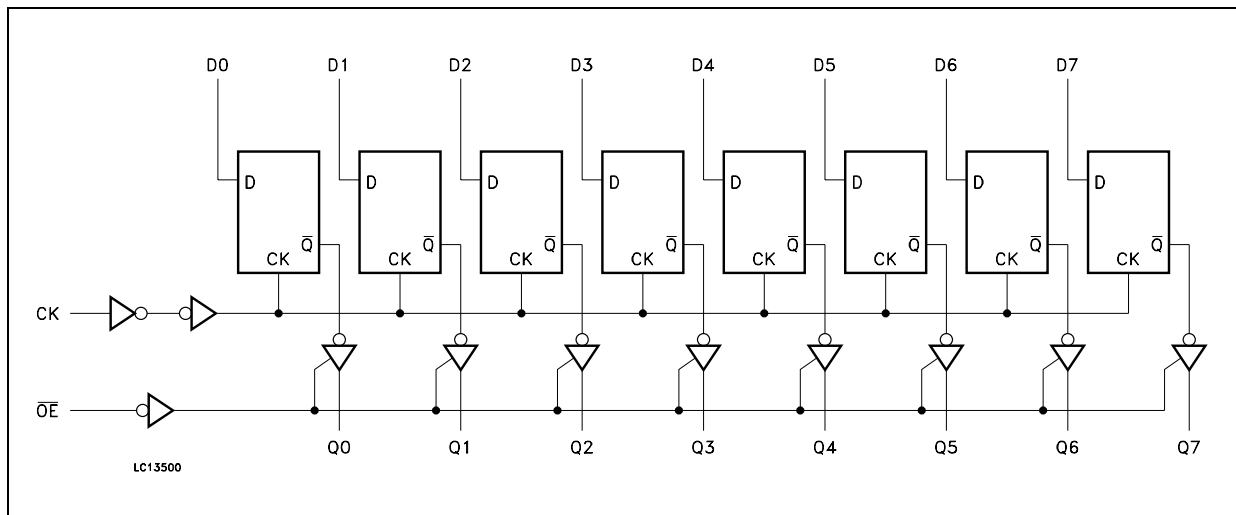 D0 D1 D2 D3 D4 D5 D6 D7
D D D D D D D D
Q̅ Q̅ Q̅ Q̅ Q̅ Q̅ Q̅ Q̅
CK CK CK CK CK CK CK CK
CK
O̅E̅
Q0 Q1 Q2 Q3 Q4 Q5 Q6 Q7
LC13500